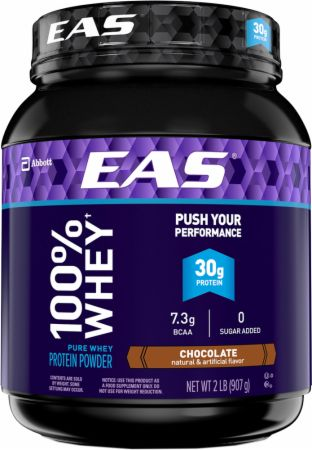 EAS
30g
PROTEIN
Abbott
EAS®
100%
WHEY†
PURE WHEY
PROTEIN POWDER
PUSH YOUR
PERFORMANCE
30g
PROTEIN
7.3g
BCAA
0
SUGAR ADDED
CHOCOLATE
natural & artificial flavor
CONTENTS ARE SOLD
BY WEIGHT. SOME
SETTLING MAY OCCUR.
NOTICE: USE THIS PRODUCT AS
A FOOD SUPPLEMENT ONLY. DO
NOT USE FOR WEIGHT REDUCTION.
NET WT 2 LB (907g)